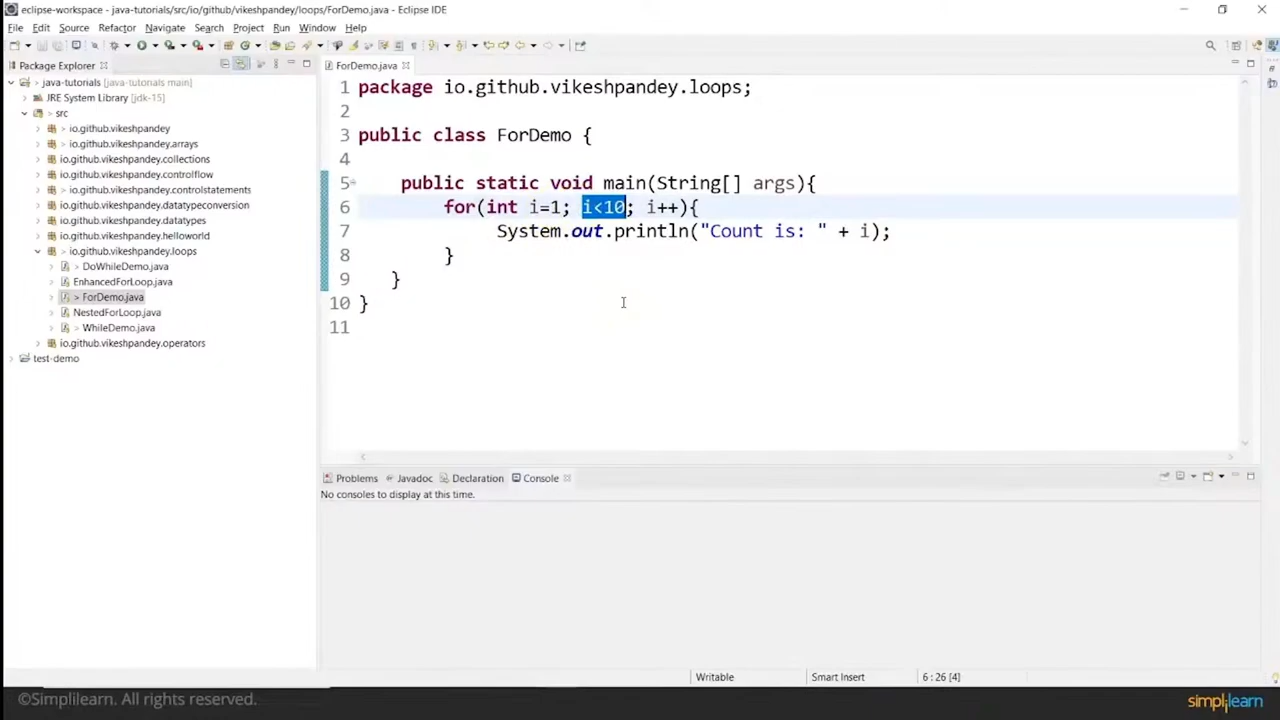 eclipse-workspace - java-tutorials/src/io/github/vikeshpandey/loops/ForDemo.java - Eclipse IDE
File Edit Source Refactor Navigate Search Project Run Window Help
Package Explorer
ForDemo.java
java-tutorials [java-tutorials main]
JRE System Library [jdk-15]
src
> io.github.vikeshpandey
> io.github.vikeshpandey.arrays
io.github.vikeshpandey.collections
io.github.vikeshpandey.controlflow
> io.github.vikeshpandey.controlstatements
io.github.vikeshpandey.datatypeconversion
io.github.vikeshpandey.datatypes
io.github.vikeshpandey.helloworld
> io.github.vikeshpandey.loops
> DoWhileDemo.java
EnhancedForLoop.java
> ForDemo.java
NestedForLoop.java
> WhileDemo.java
> io.github.vikeshpandey.operators
test-demo
1 package io.github.vikeshpandey.loops;
2
3 public class ForDemo {
4
5 public static void main(String[] args){
6 for(int i=1; i<10; i++){
7 System.out.println("Count is: " + i);
8 }
9 }
10 }
11
Problems Javadoc Declaration Console
No consoles to display at this time.
Writable Smart Insert 6 : 26 [4]
©Simplilearn. All rights reserved.
simplilearn